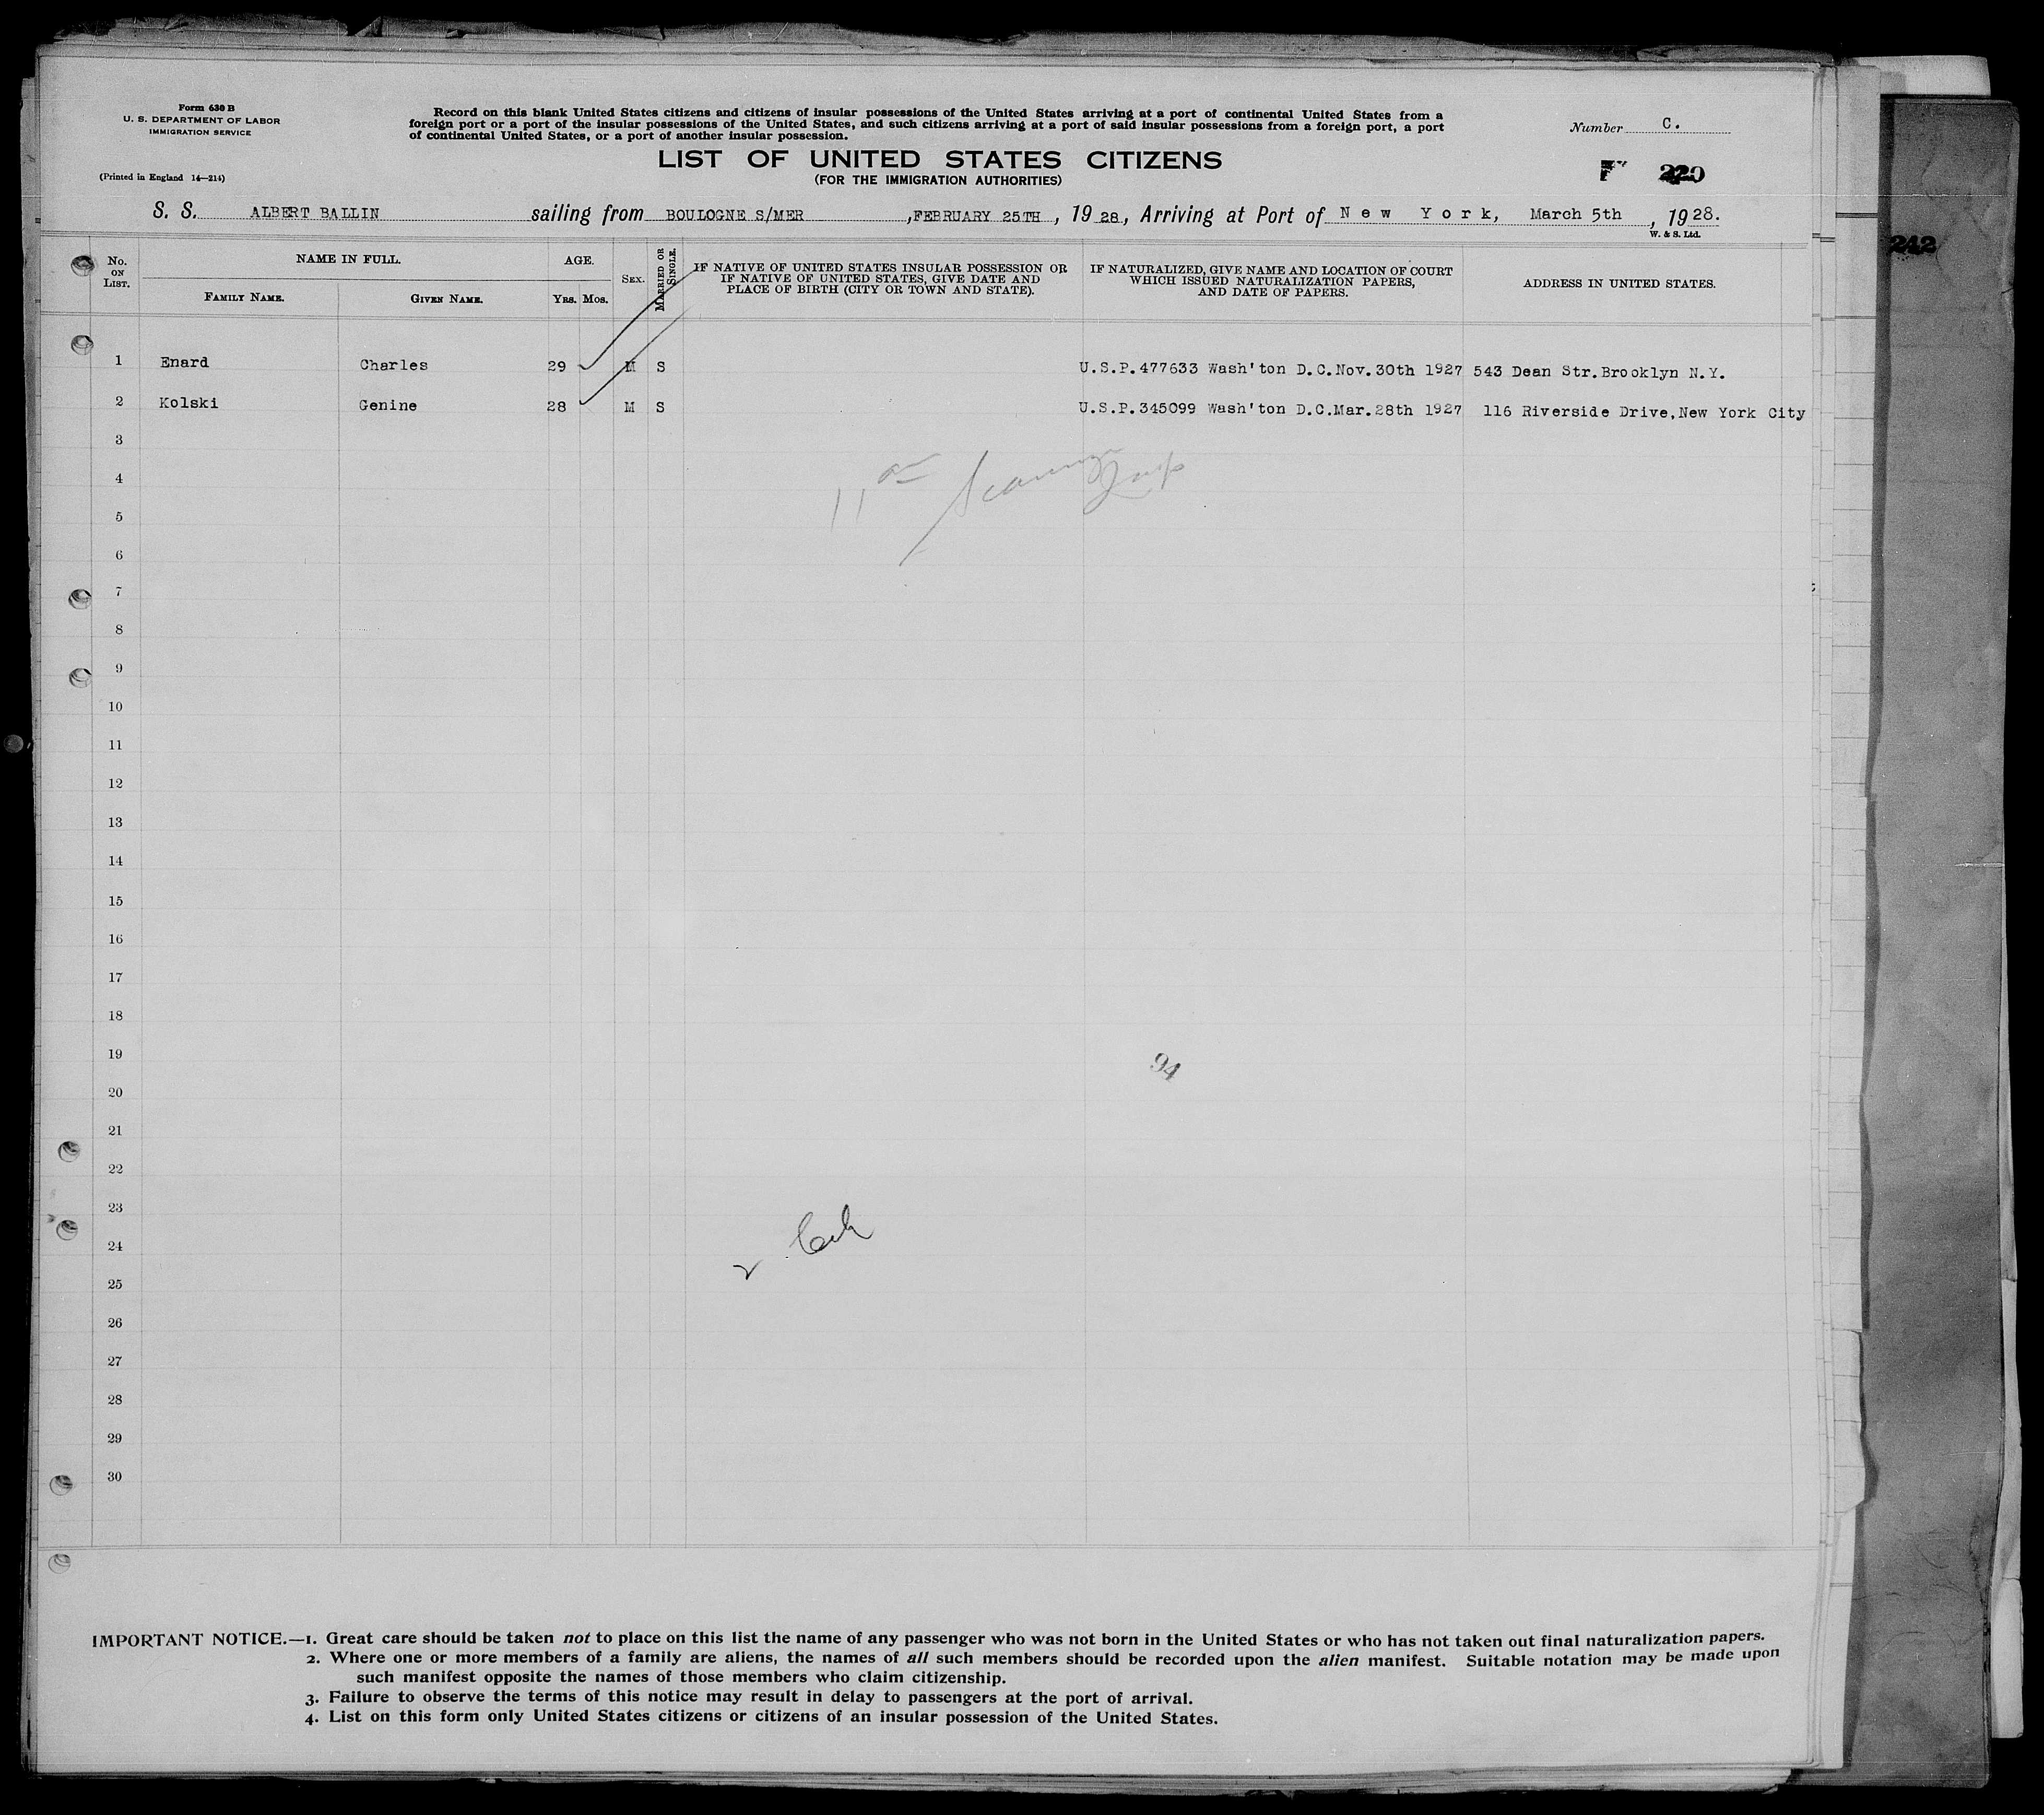 Form 630 B
U. S. DEPARTMENT OF LABOR
IMMIGRATION SERVICE
(Printed in England 14—214)
Record on this blank United States citizens and citizens of insular possessions of the United States arriving at a port of continental United States from a
foreign port or a port of the insular possessions of the United States, and such citizens arriving at a port of said insular possessions from a foreign port, a port
of continental United States, or a port of another insular possession.
Number C.
LIST OF UNITED STATES CITIZENS
(FOR THE IMMIGRATION AUTHORITIES)
220
S. S. ALBERT BALLIN sailing from BOULOGNE S/MER, FEBRUARY 25TH, 1928, Arriving at Port of New York, March 5th, 1928.
W. & S. Ltd.
242
No. ON LIST.
NAME IN FULL.
FAMILY NAME.
GIVEN NAME.
AGE.
YRS. MOS.
SEX.
MARRIED OR SINGLE.
IF NATIVE OF UNITED STATES INSULAR POSSESSION OR
IF NATIVE OF UNITED STATES, GIVE DATE AND
PLACE OF BIRTH (CITY OR TOWN AND STATE).
IF NATURALIZED, GIVE NAME AND LOCATION OF COURT
WHICH ISSUED NATURALIZATION PAPERS,
AND DATE OF PAPERS.
ADDRESS IN UNITED STATES.
1 Enard Charles 29 M S U.S.P.477633 Wash'ton D.C.Nov.30th 1927 543 Dean Str.Brooklyn N.Y.
2 Kolski Genine 28 M S U.S.P.345099 Wash'ton D.C.Mar.28th 1927 116 Riverside Drive,New York City
3
4
5
6
7
8
9
10
11
12
13
14
15
16
17
18
19
94
20
21
22
23
24
25
26
27
28
29
30
IMPORTANT NOTICE.—1. Great care should be taken not to place on this list the name of any passenger who was not born in the United States or who has not taken out final naturalization papers.
2. Where one or more members of a family are aliens, the names of all such members should be recorded upon the alien manifest. Suitable notation may be made upon
such manifest opposite the names of those members who claim citizenship.
3. Failure to observe the terms of this notice may result in delay to passengers at the port of arrival.
4. List on this form only United States citizens or citizens of an insular possession of the United States.